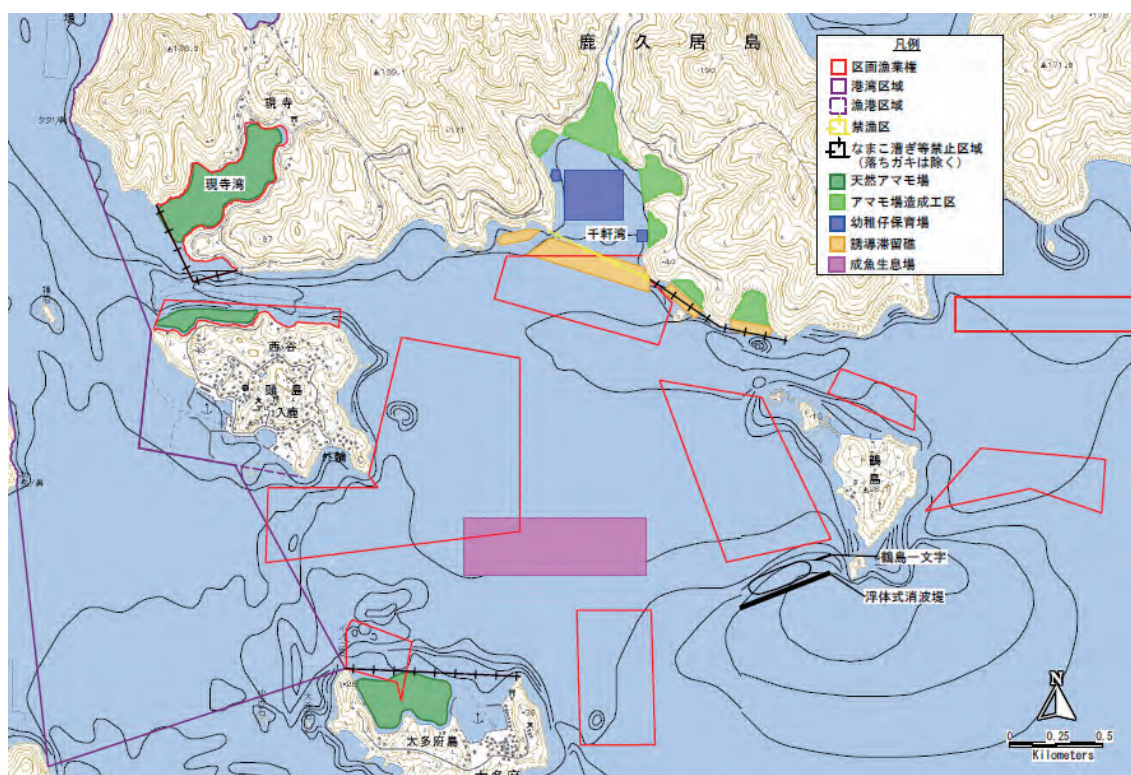 鹿久居島
凡例
区画漁業権
港湾区域
漁港区域
禁漁区
なまこ漕ぎ等禁止区域
(落ちガキは除く)
天然アマモ場
アマモ場造成工区
幼稚仔保育場
誘導滞留礁
成魚生息場
現寺
現寺湾
千軒湾
西谷
頭島
入鹿
鶴島
鶴島一文字
浮体式消波堤
大多府島
大多府
N
0 0.25 0.5
Kilometers